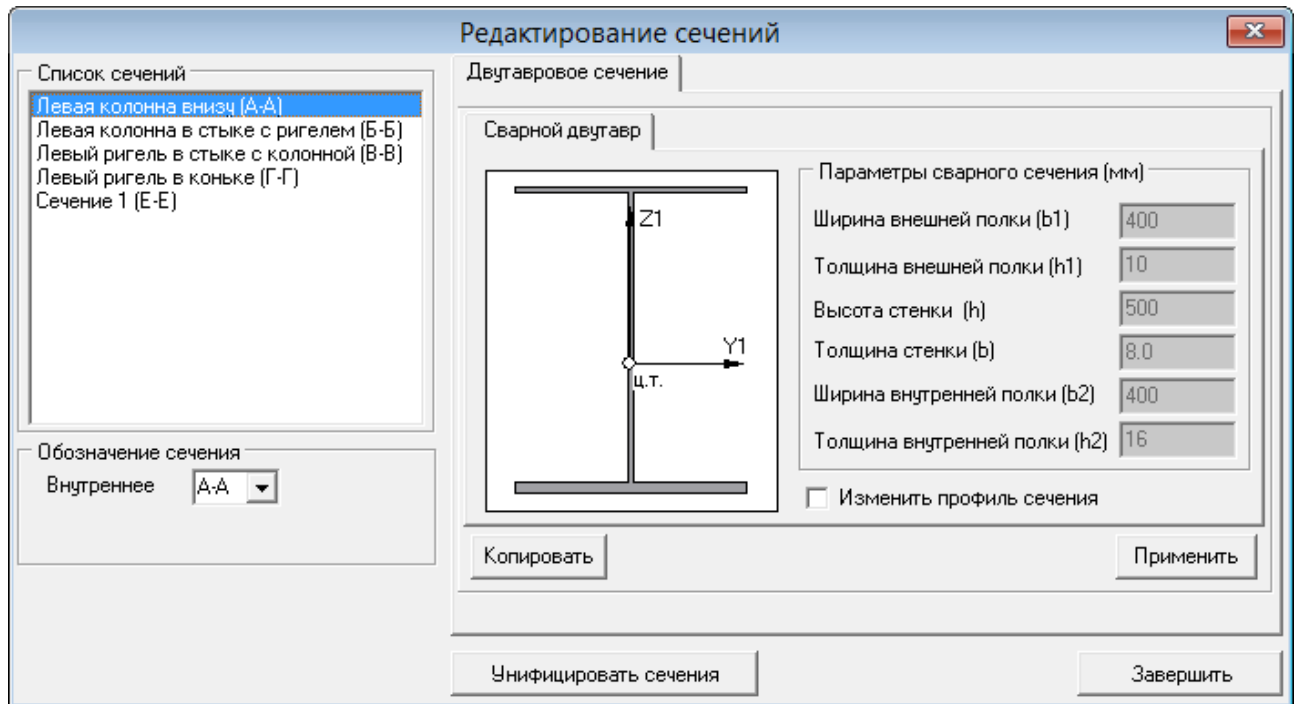 Редактирование сечений
Список сечений
Левая колонна внизу (А-А)
Левая колонна в стыке с ригелем (Б-Б)
Левый ригель в стыке с колонной (В-В)
Левый ригель в коньке (Г-Г)
Сечение 1 (Е-Е)
Обозначение сечения
Внутреннее А-А
Двутавровое сечение
Сварной двутавр
Z1
Y1
ц.т.
Параметры сварного сечения (мм)
Ширина внешней полки (b1) 400
Толщина внешней полки (h1) 10
Высота стенки (h) 500
Толщина стенки (b) 8.0
Ширина внутренней полки (b2) 400
Толщина внутренней полки (h2) 16
Изменить профиль сечения
Копировать
Применить
Унифицировать сечения
Завершить